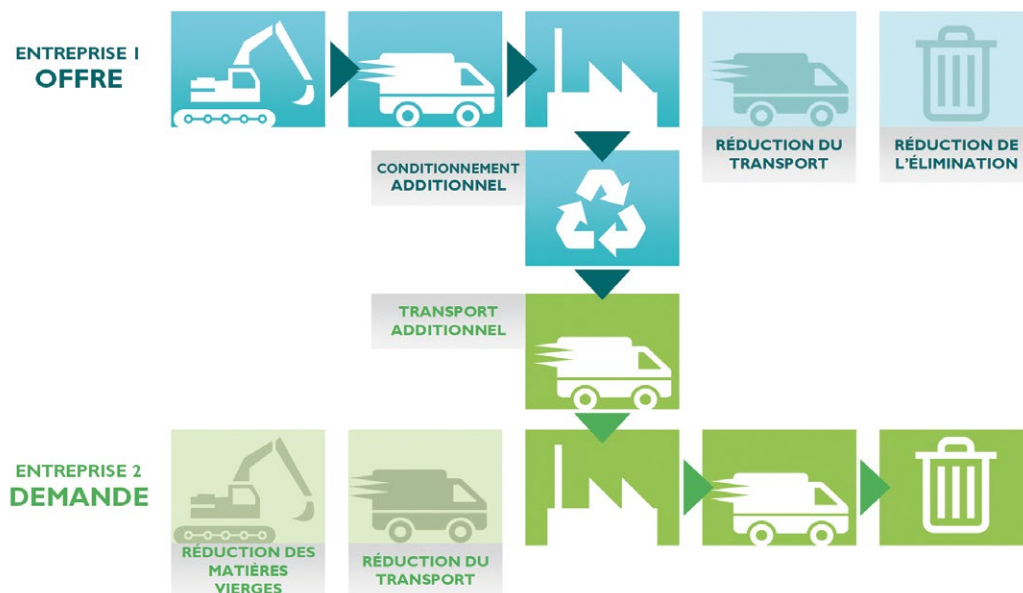 ENTREPRISE 1
OFFRE
RÉDUCTION DU
TRANSPORT
RÉDUCTION DE
L'ÉLIMINATION
CONDITIONNEMENT
ADDITIONNEL
TRANSPORT
ADDITIONNEL
ENTREPRISE 2
DEMANDE
RÉDUCTION DES
MATIÈRES
VIERGES
RÉDUCTION DU
TRANSPORT